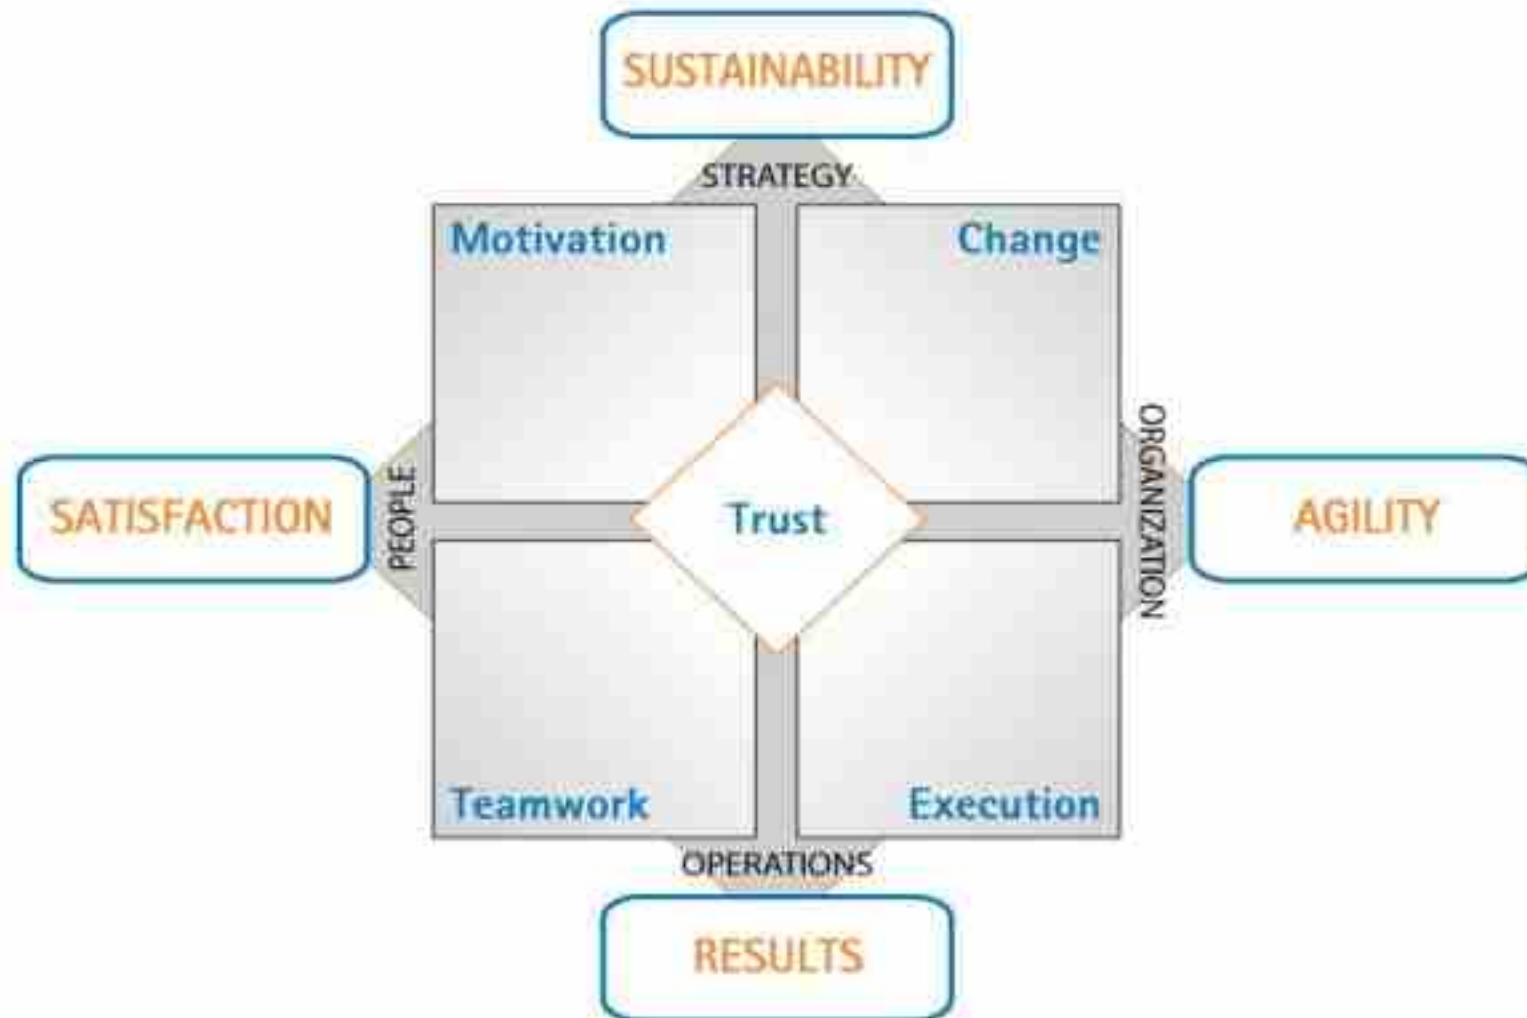 SUSTAINABILITY
STRATEGY
Motivation
Change
SATISFACTION
PEOPLE
Trust
ORGANIZATION
AGILITY
Teamwork
Execution
OPERATIONS
RESULTS